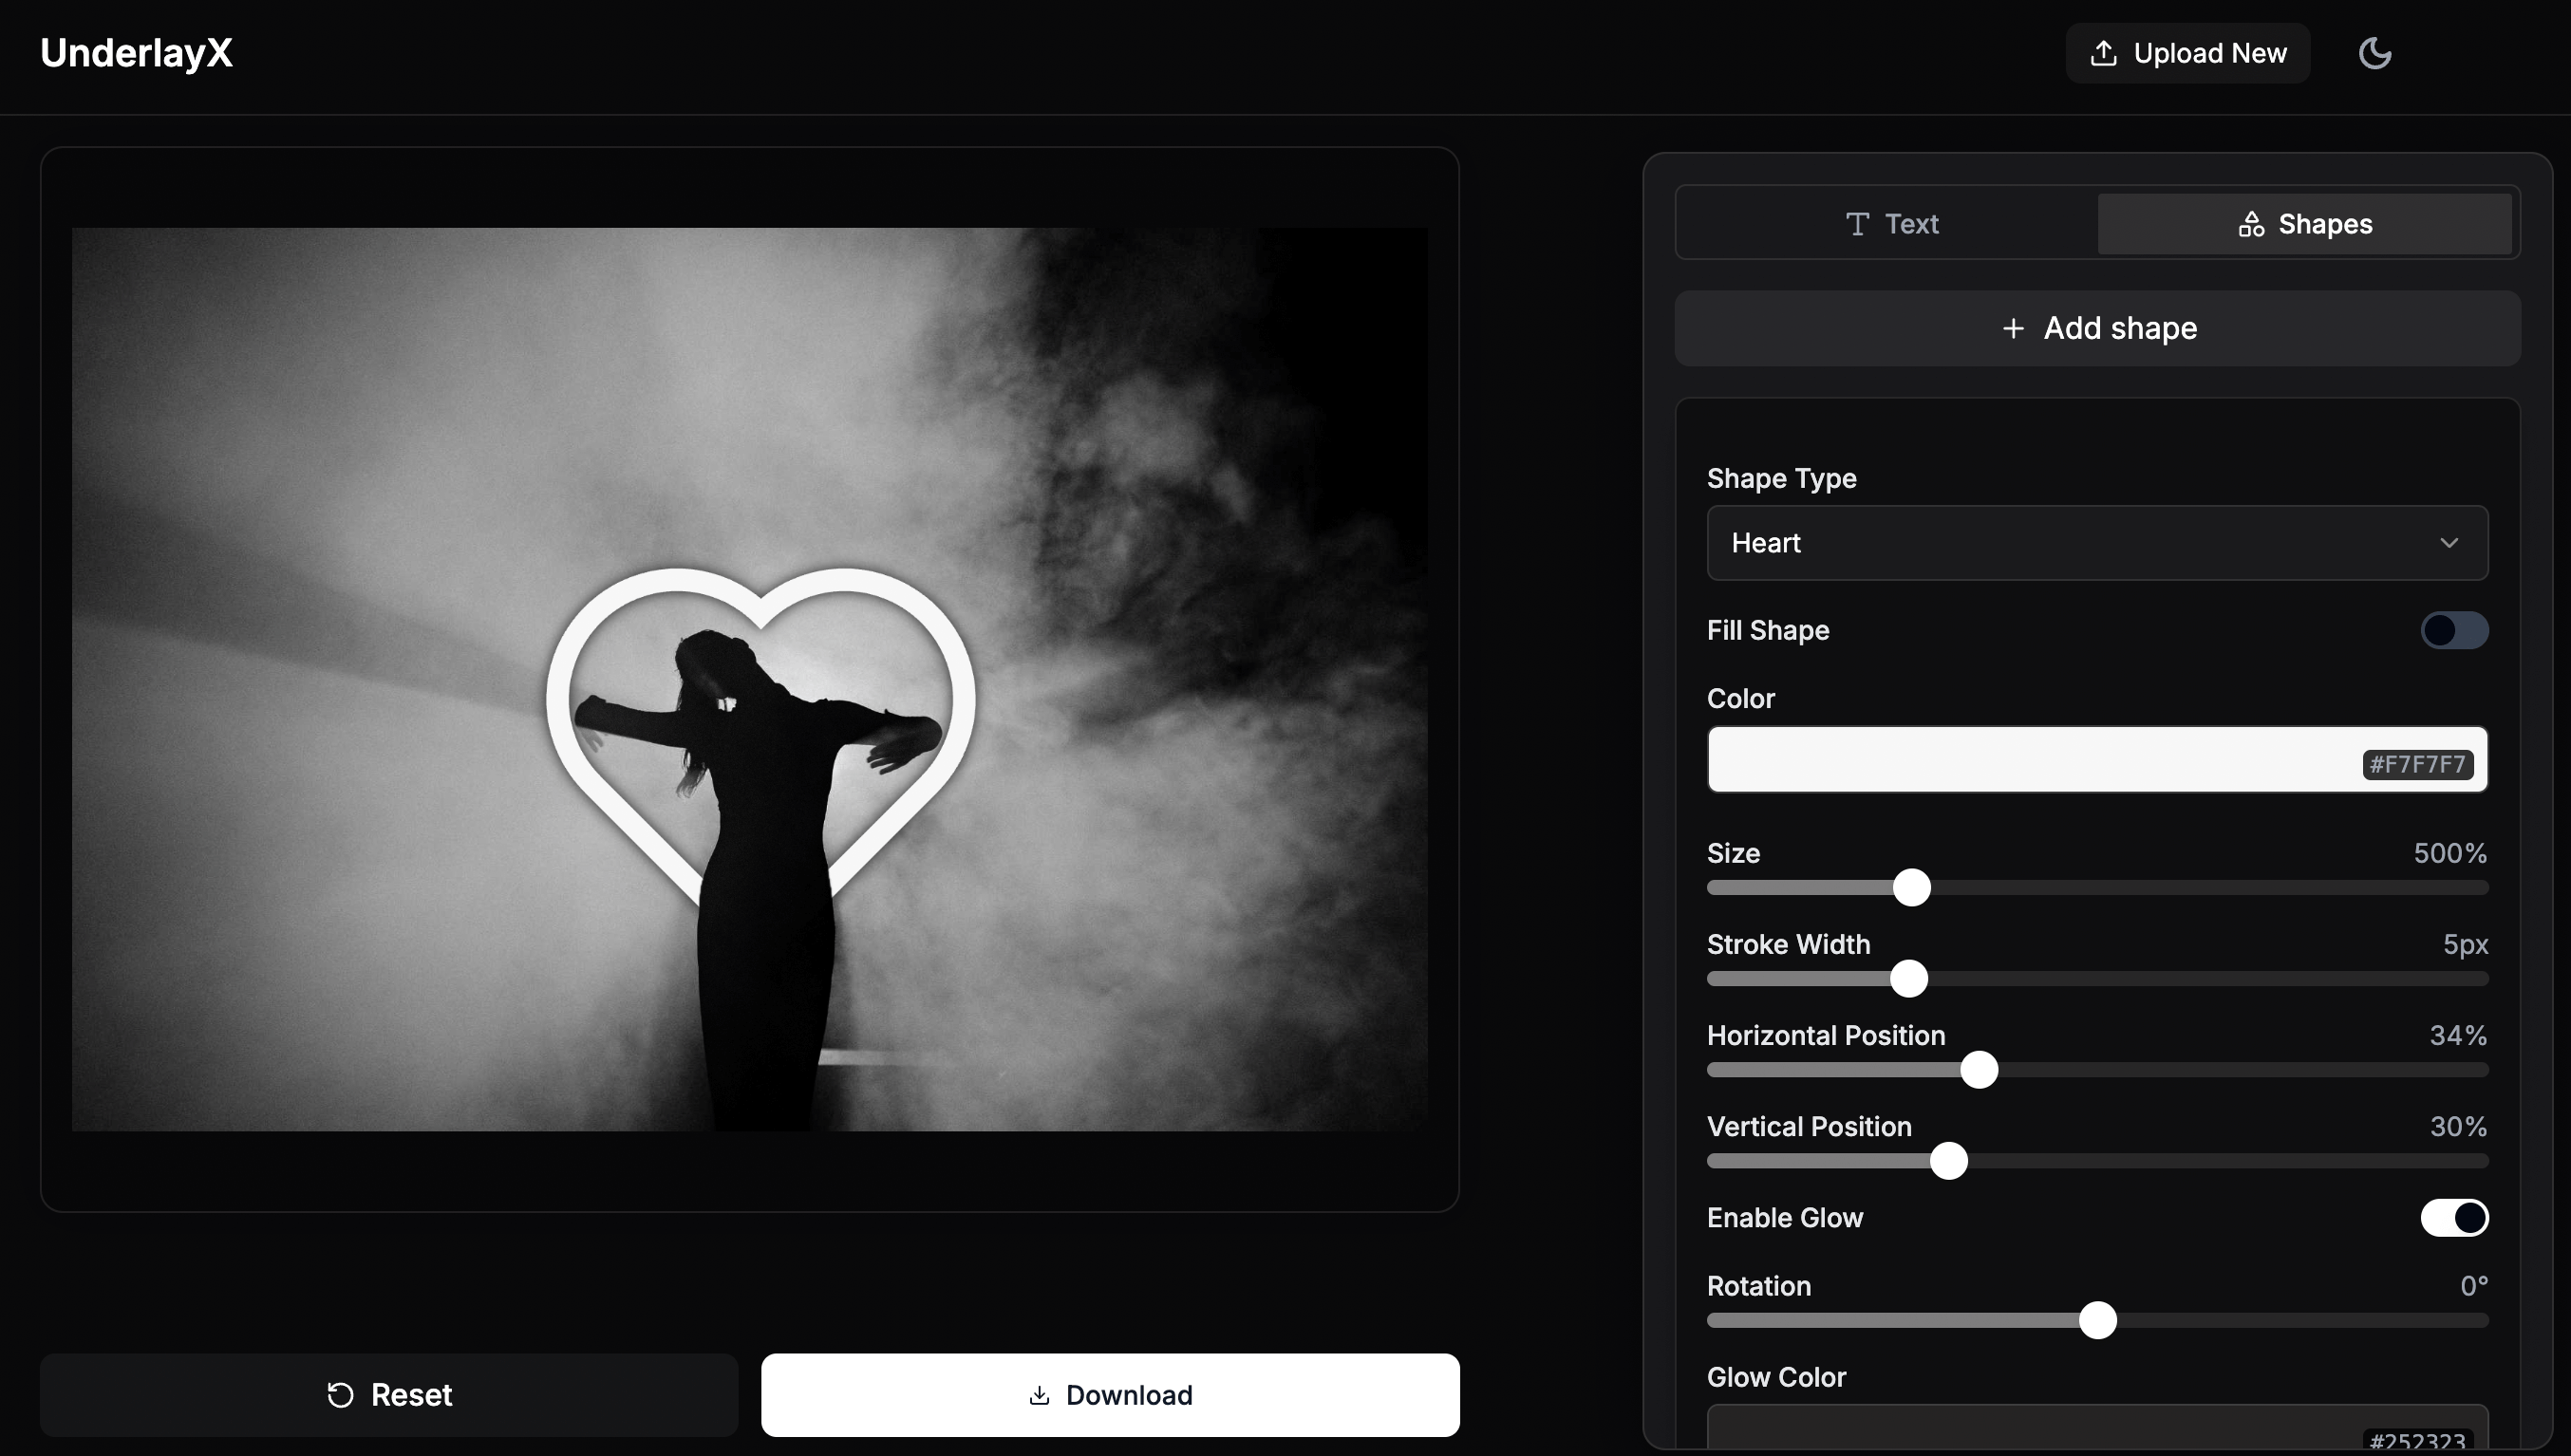 UnderlayX
Upload New
Text
Shapes
Add shape
Shape Type
Heart
Fill Shape
Color
#F7F7F7
Size
500%
Stroke Width
5px
Horizontal Position
34%
Vertical Position
30%
Enable Glow
Rotation
0°
Glow Color
#252323
Reset
Download